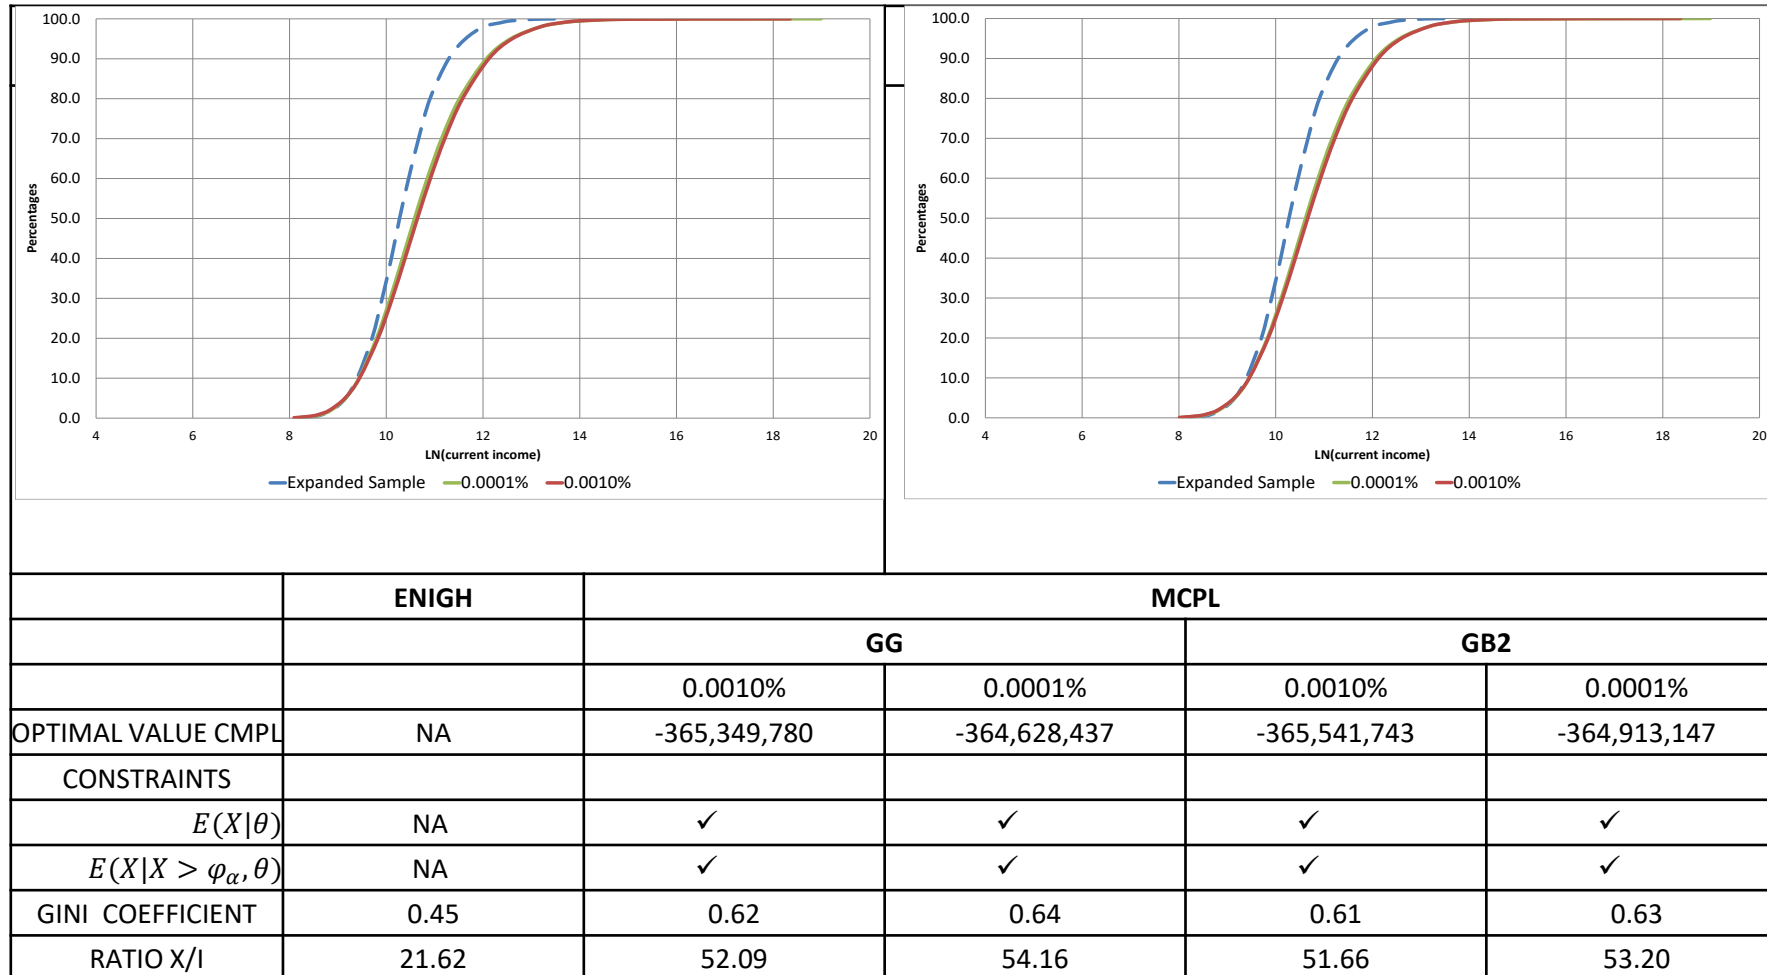 100.0
90.0
80.0
70.0
60.0
50.0
40.0
30.0
20.0
10.0
0.0
Percentages
4 6 8 10 12 14 16 18 20
LN(current income)
Expanded Sample 0.0001% 0.0010%
100.0
90.0
80.0
70.0
60.0
50.0
40.0
30.0
20.0
10.0
0.0
Percentages
4 6 8 10 12 14 16 18 20
LN(current income)
Expanded Sample 0.0001% 0.0010%
ENIGH MCPL
GG GB2
0.0010% 0.0001% 0.0010% 0.0001%
OPTIMAL VALUE CMPL NA -365,349,780 -364,628,437 -365,541,743 -364,913,147
CONSTRAINTS
E(X|θ) NA ✓ ✓ ✓ ✓
E(X|X > φα, θ) NA ✓ ✓ ✓ ✓
GINI COEFFICIENT 0.45 0.62 0.64 0.61 0.63
RATIO X/I 21.62 52.09 54.16 51.66 53.20